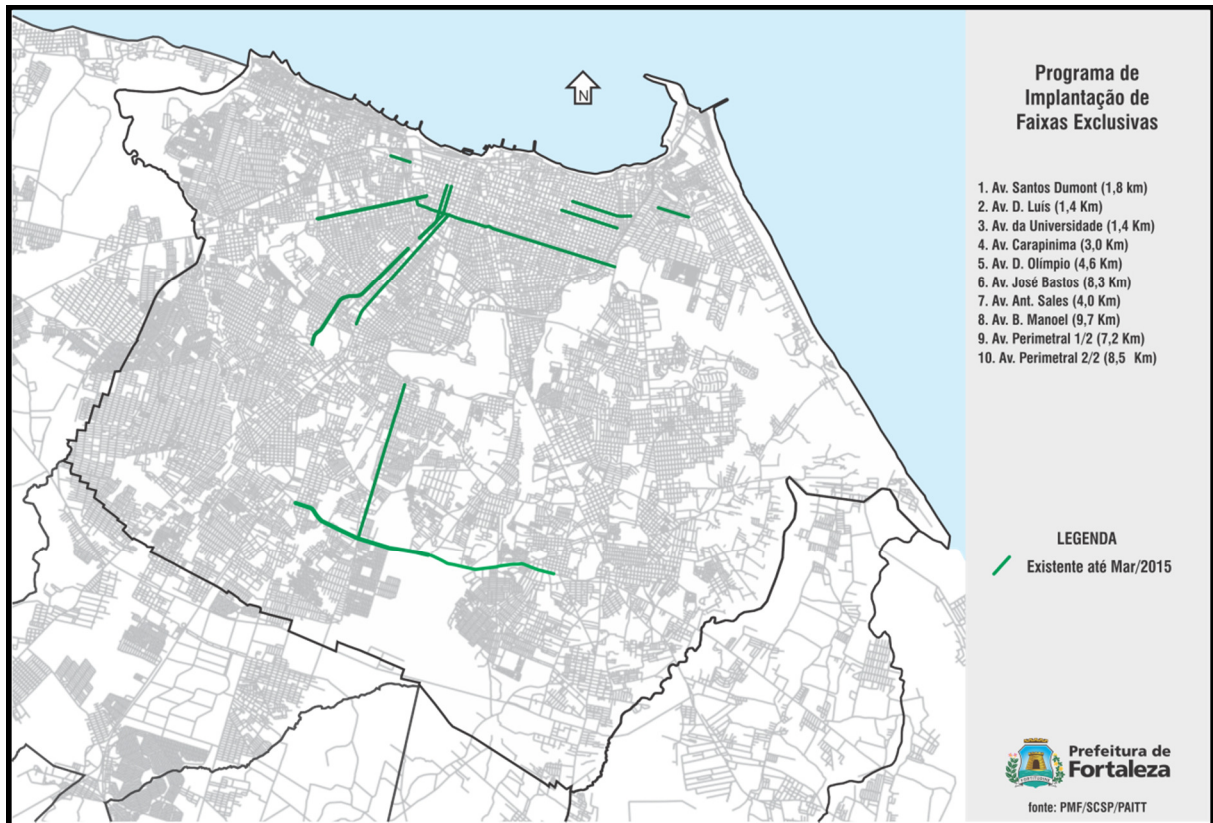 N
Programa de
Implantação de
Faixas Exclusivas
1. Av. Santos Dumont (1,8 km)
2. Av. D. Luís (1,4 Km)
3. Av. da Universidade (1,4 Km)
4. Av. Carapinima (3,0 Km)
5. Av. D. Olímpio (4,6 Km)
6. Av. José Bastos (8,3 Km)
7. Av. Ant. Sales (4,0 Km)
8. Av. B. Manoel (9,7 Km)
9. Av. Perimetral 1/2 (7,2 Km)
10. Av. Perimetral 2/2 (8,5 Km)
LEGENDA
Existente até Mar/2015
Prefeitura de
Fortaleza
fonte: PMF/SCSP/PAITT